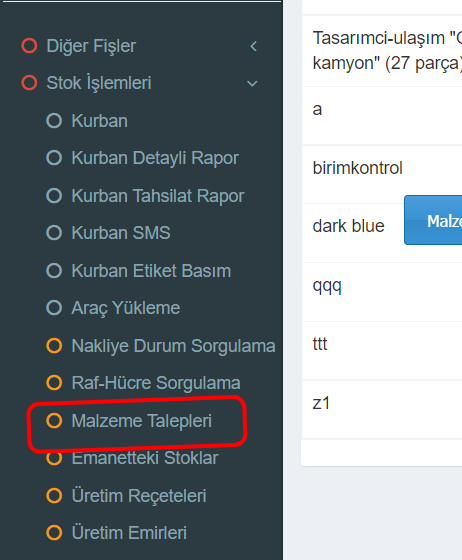 Diğer Fişler
Stok İşlemleri
Kurban
Kurban Detayli Rapor
Kurban Tahsilat Rapor
Kurban SMS
Kurban Etiket Basım
Araç Yükleme
Nakliye Durum Sorgulama
Raf-Hücre Sorgulama
Malzeme Talepleri
Emanetteki Stoklar
Üretim Reçeteleri
Üretim Emirleri
Tasarımci-ulaşım
kamyon" (27 parça)
a
birimkontrol
dark blue
qqq
ttt
z1